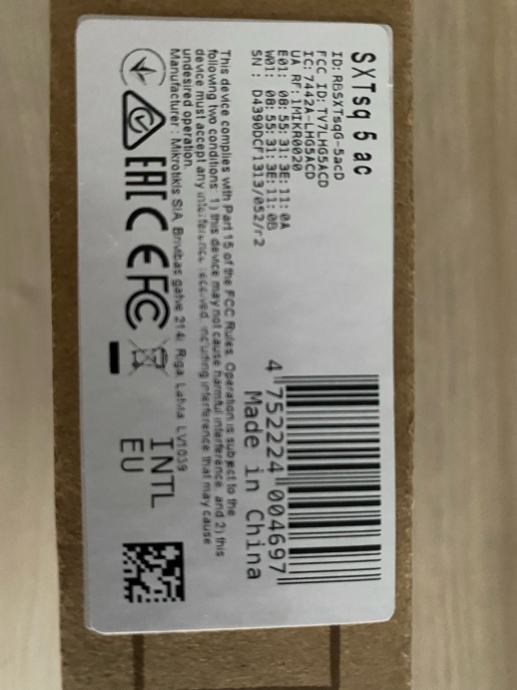 SXTsq 5 ac
ID: RBSXTsqG-5acD
FCC ID: TV7LHG5ACD
IC: 7442A-LHG5ACD
UA RF: 1MIKR0020
E01: 08:55:31:3E:11:0A
W01: 08:55:31:3E:11:0B
SN : D4390DCF1313/052/r2
4 752224 004697
Made in China
This device complies with Part 15 of the FCC Rules. Operation is subject to the
following two conditions: 1) this device may not cause harmful interference, and 2) this
device must accept any interference received, including interference that may cause
undesired operation.
Manufacturer : Mikrotikls SIA, Brivibas gatve 214i, Riga, Latvia, LV1039
EAC CE FC
INTL
EU